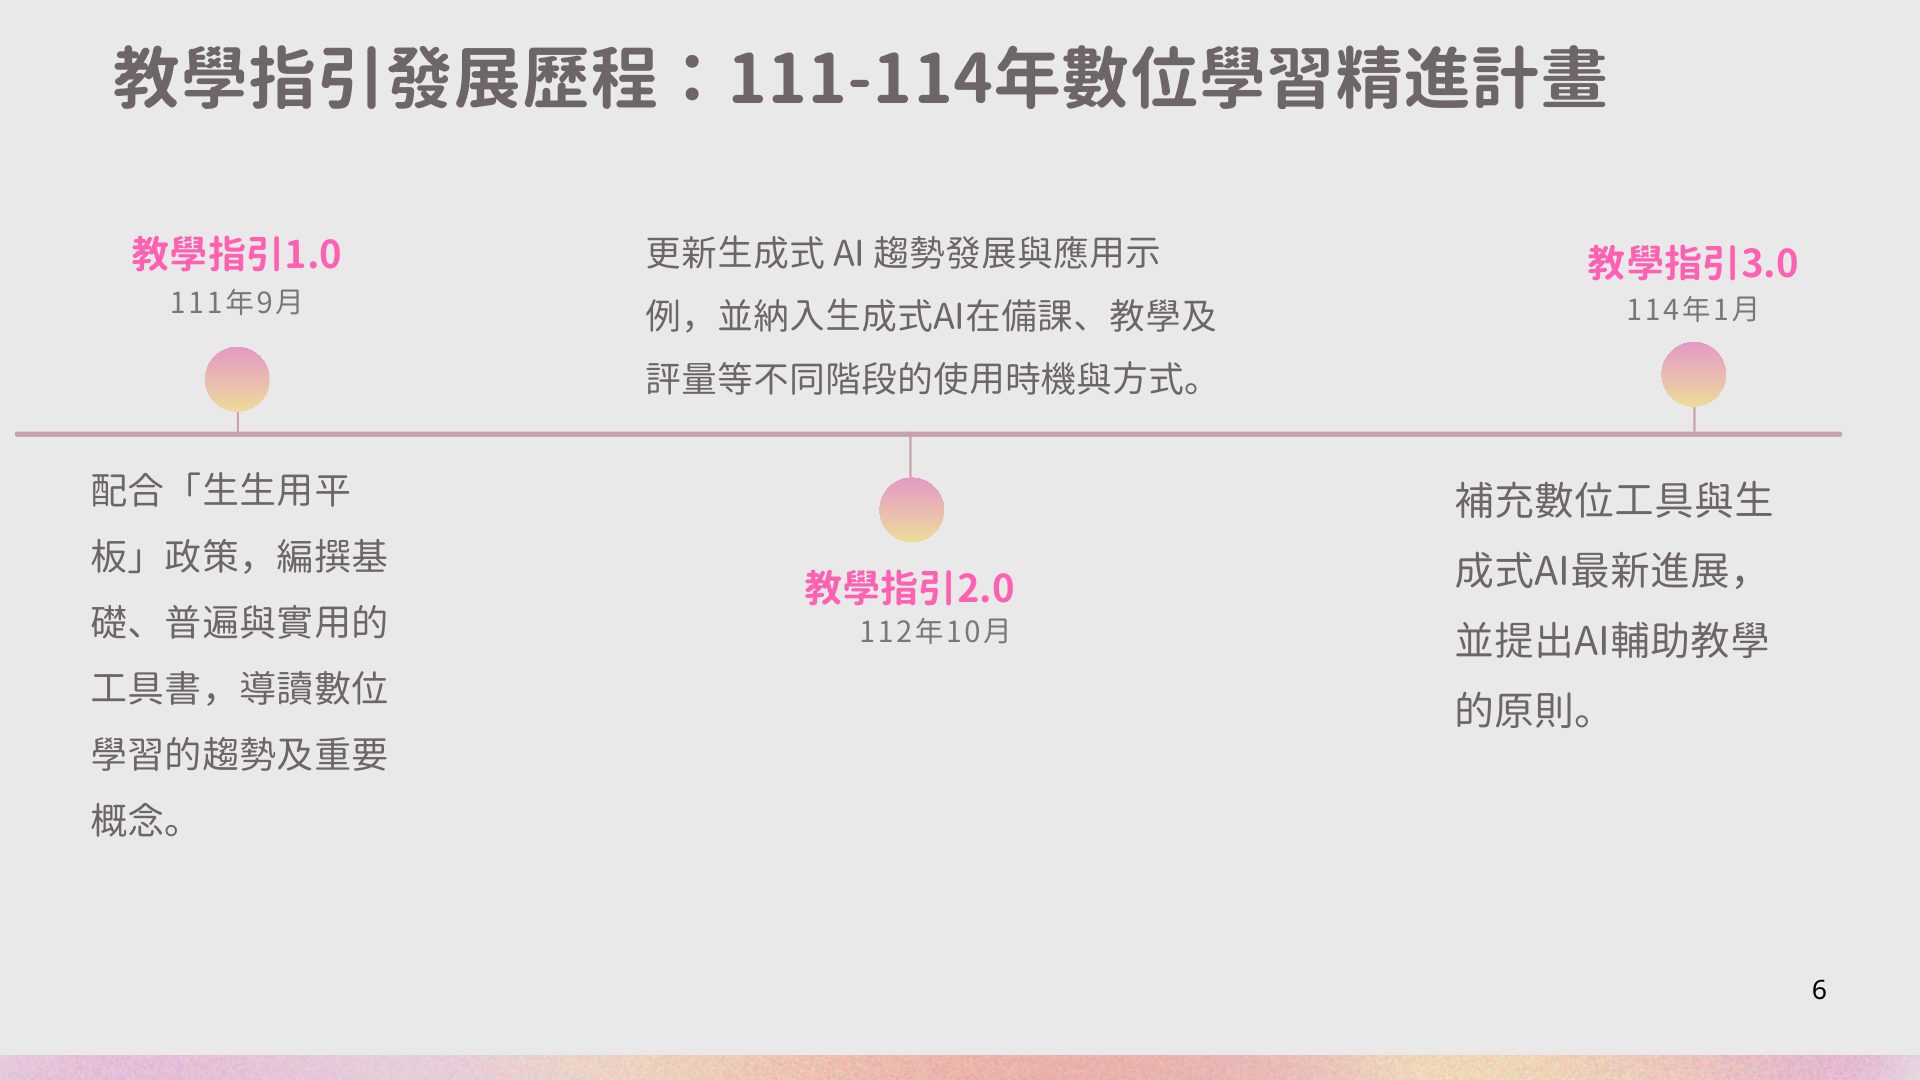 教學指引發展歷程：111-114年數位學習精進計畫
教學指引1.0
111年9月
配合「生生用平
板」政策，編撰基
礎、普遍與實用的
工具書，導讀數位
學習的趨勢及重要
概念。
更新生成式 AI 趨勢發展與應用示
例，並納入生成式AI在備課、教學及
評量等不同階段的使用時機與方式。
教學指引2.0
112年10月
教學指引3.0
114年1月
補充數位工具與生
成式AI最新進展，
並提出AI輔助教學
的原則。
6